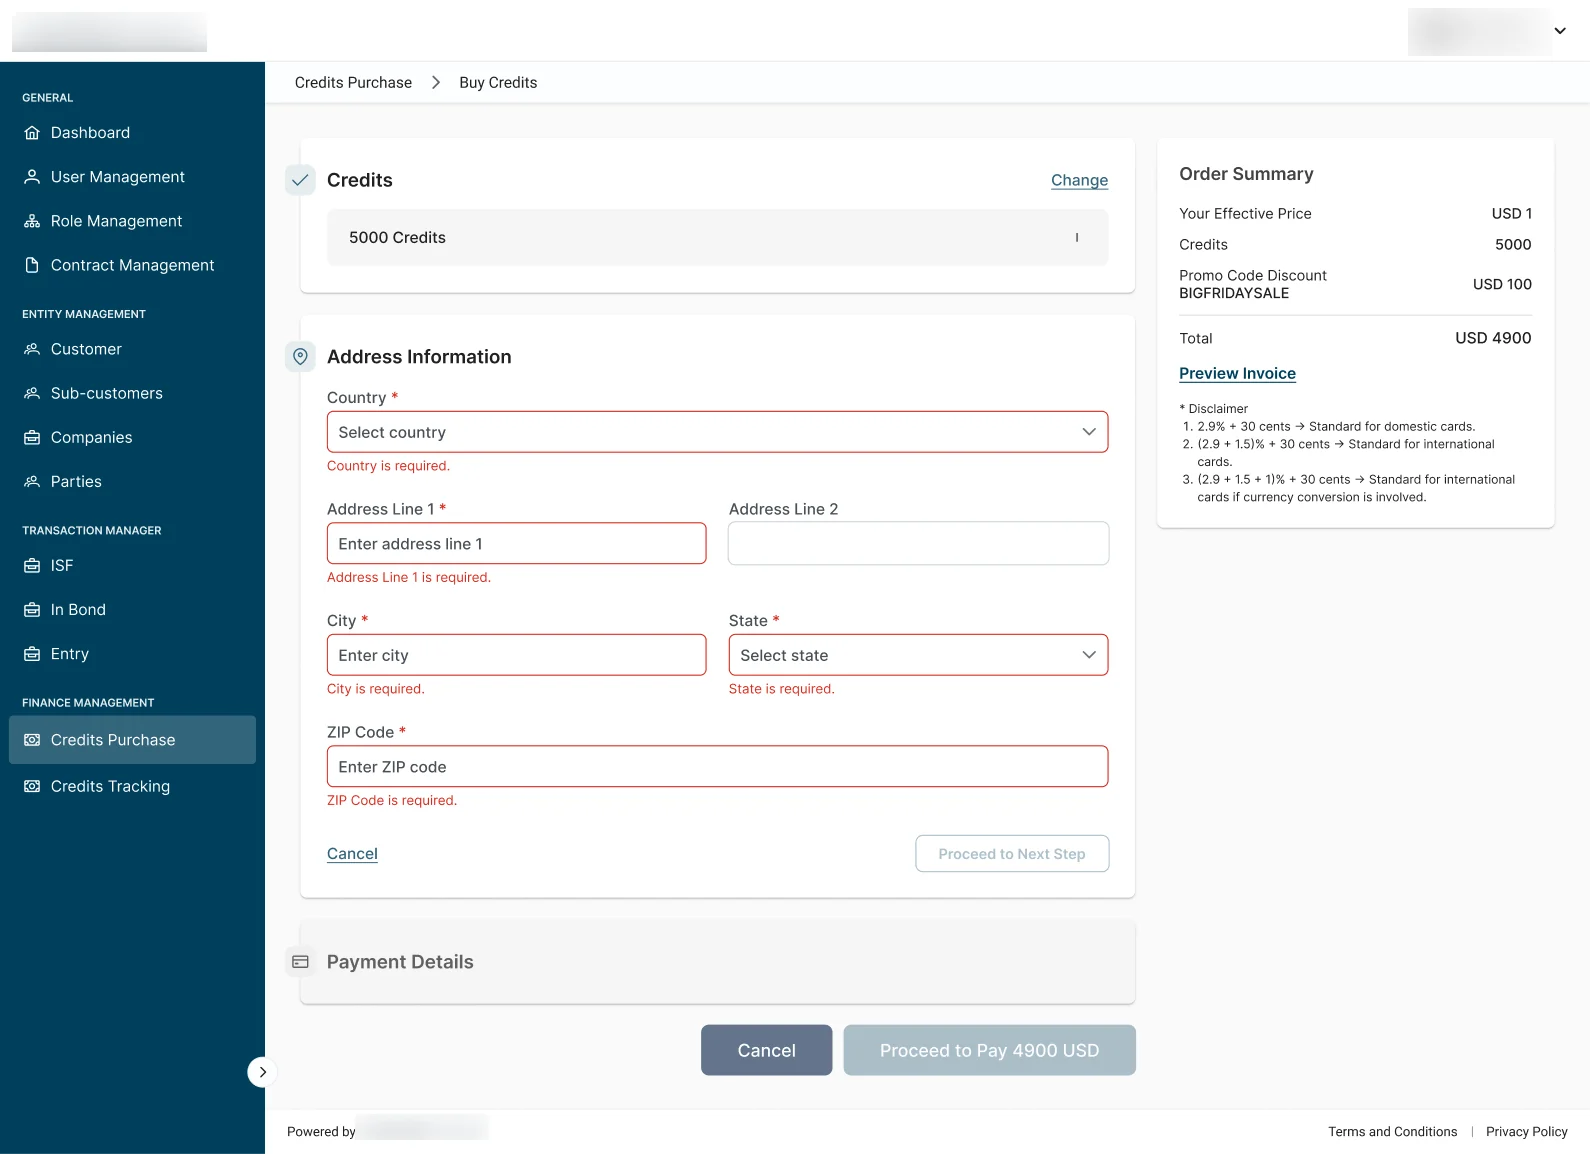 Credits Purchase
Buy Credits
GENERAL
Dashboard
User Management
Role Management
Contract Management
ENTITY MANAGEMENT
Customer
Sub-customers
Companies
Parties
TRANSACTION MANAGER
ISF
In Bond
Entry
FINANCE MANAGEMENT
Credits Purchase
Credits Tracking
Credits
Change
5000 Credits
Address Information
Country *
Select country
Country is required.
Address Line 1 *
Address Line 2
Enter address line 1
Address Line 1 is required.
City *
State *
Enter city
Select state
City is required.
State is required.
ZIP Code *
Enter ZIP code
ZIP Code is required.
Cancel
Proceed to Next Step
Payment Details
Cancel
Proceed to Pay 4900 USD
Order Summary
Your Effective Price USD 1
Credits 5000
Promo Code Discount
BIGFRIDAYSALE
USD 100
Total USD 4900
Preview Invoice
* Disclaimer
1. 2.9% + 30 cents → Standard for domestic cards.
2. (2.9 + 1.5)% + 30 cents → Standard for international
cards.
3. (2.9 + 1.5 + 1)% + 30 cents → Standard for international
cards if currency conversion is involved.
Powered by
Terms and Conditions | Privacy Policy